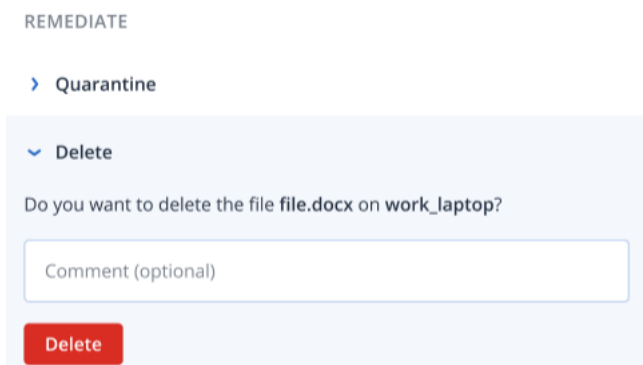 REMEDIATE
Quarantine
Delete
Do you want to delete the file file.docx on work_laptop?
Comment (optional)
Delete